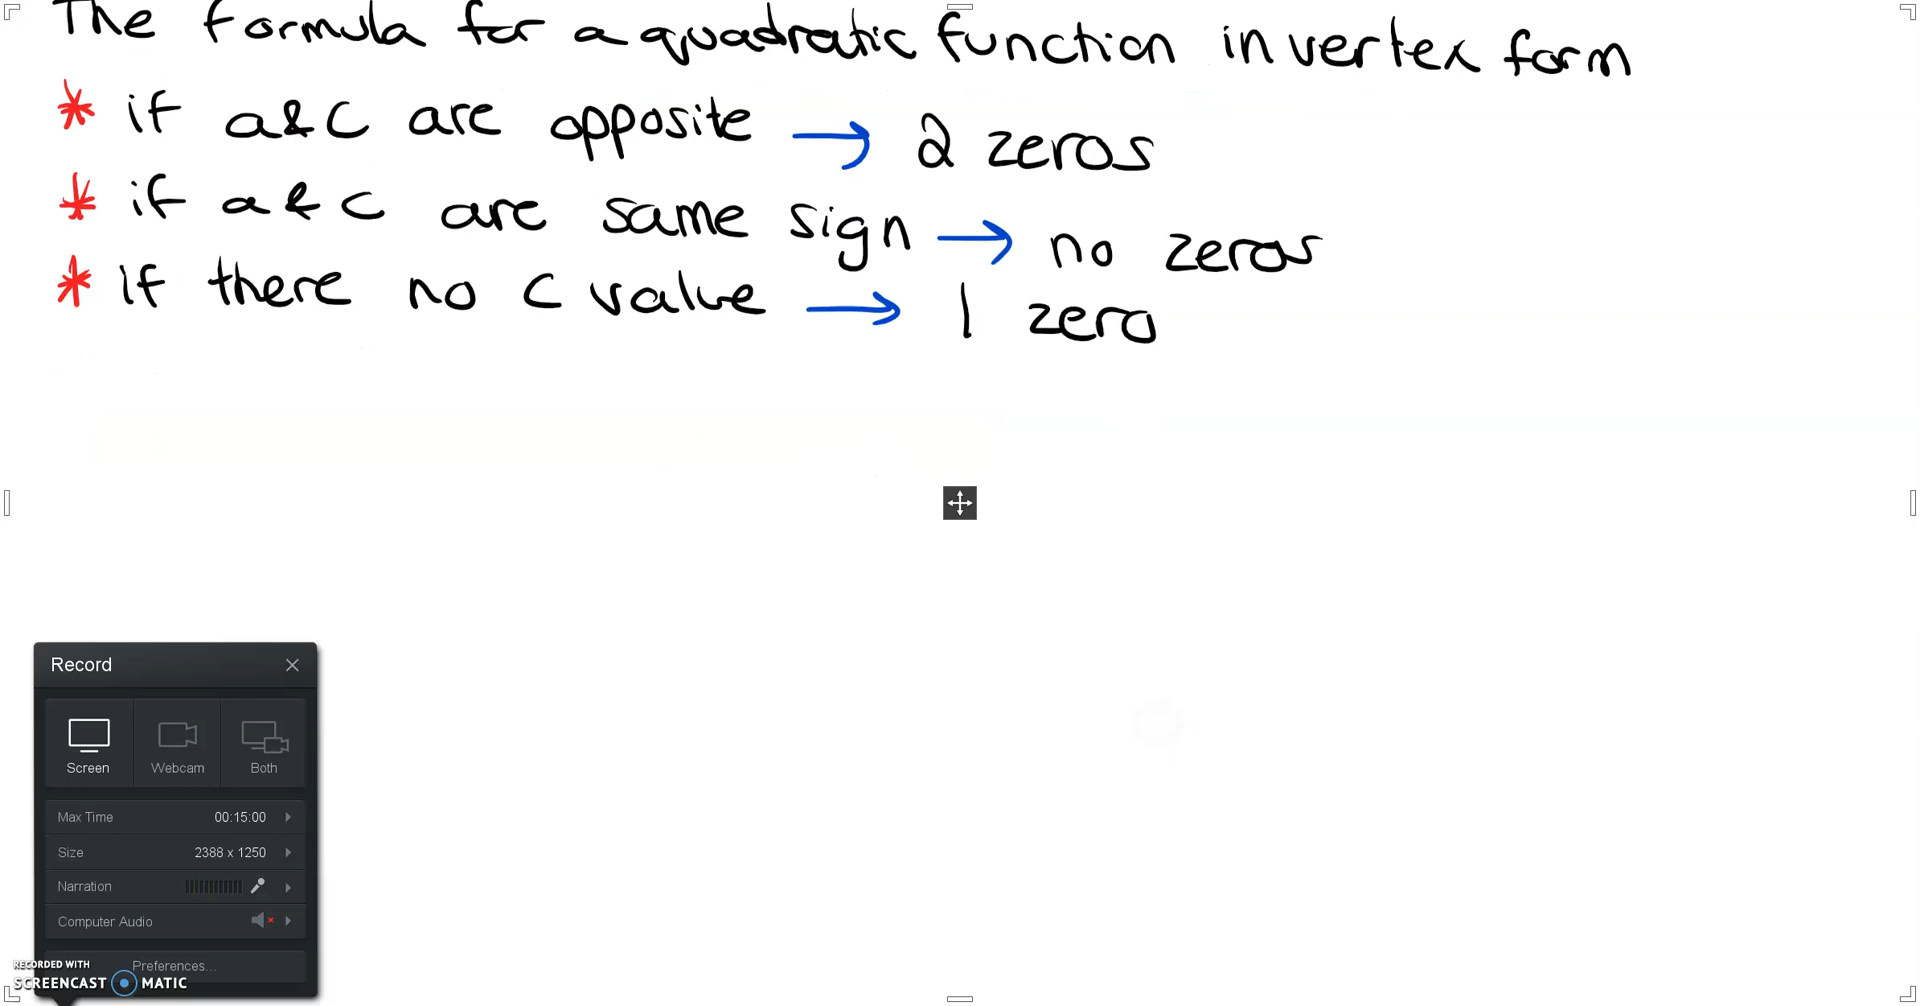 The formula for a quadratic function in vertex form
* if a&c are opposite → 2 zeros
* if a&c are same sign → no zeros
* If there no c value → 1 zero
Record
Screen Webcam Both
Max Time 00:15:00
Size 2388 x 1250
Narration
Computer Audio
Preferences...
RECORDED WITH
SCREENCAST MATIC